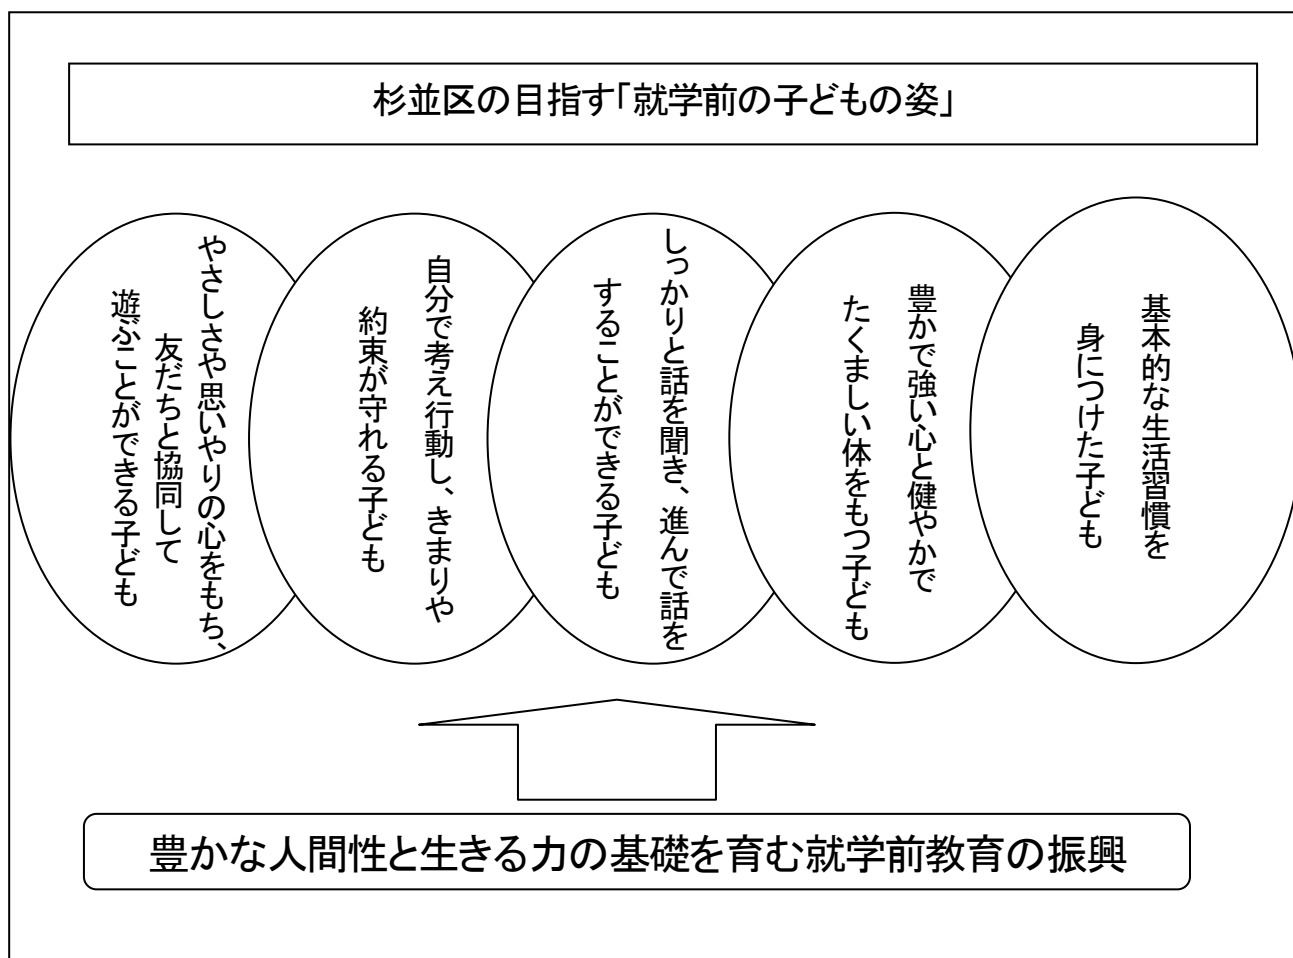 杉並区の目指す「就学前の子どもの姿」
基本的な生活習慣を
身につけた子ども
豊かで強い心と健やかで
たくましい体をもつ子ども
しっかりと話を聞き、進んで話を
することができる子ども
自分で考え行動し、きまりや
約束が守れる子ども
やさしさや思いやりの心をもち、
友だちと協同して
遊ぶことができる子ども
豊かな人間性と生きる力の基礎を育む就学前教育の振興